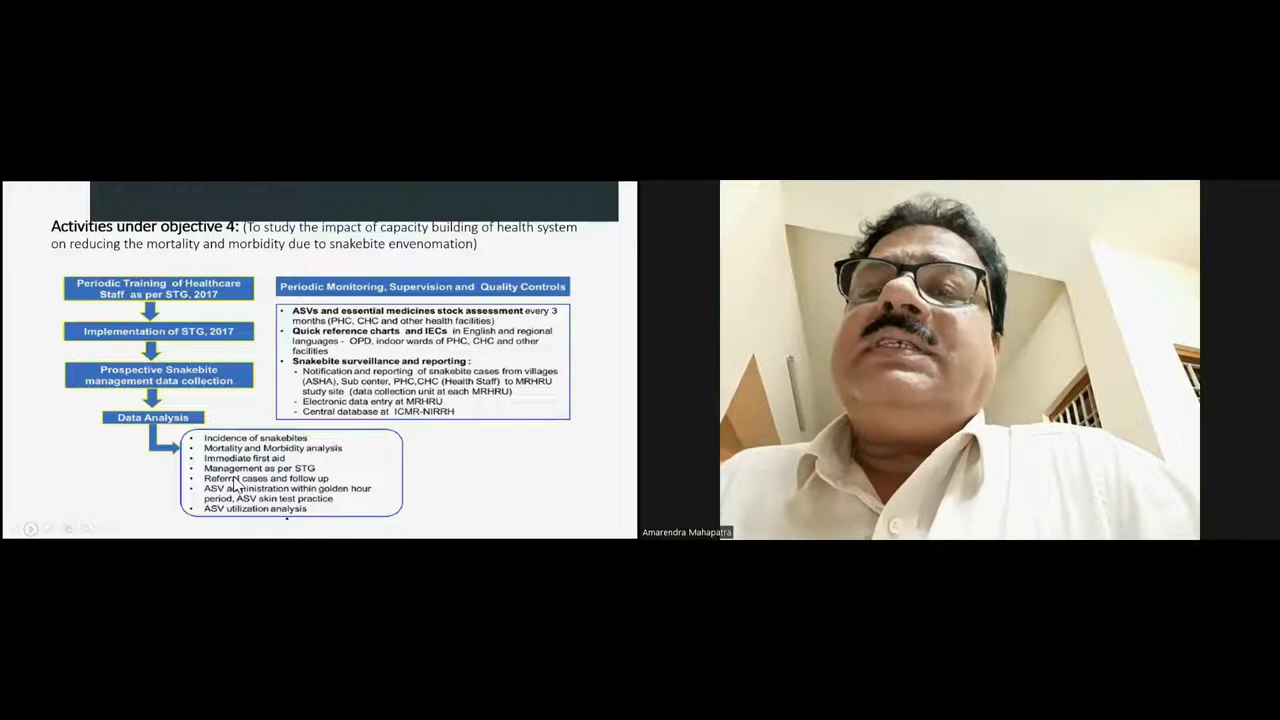 Activities under objective 4: (To study the impact of capacity building of health system
on reducing the mortality and morbidity due to snakebite envenomation)
Periodic Training of Healthcare
Staff as per STG, 2017
Implementation of STG, 2017
Prospective Snakebite
management data collection
Data Analysis
• Incidence of snakebites
• Mortality and Morbidity analysis
• Immediate first aid
• Management as per STG
• Referral cases and follow up
• ASV administration within golden hour
period, ASV skin test practice
• ASV utilization analysis
Periodic Monitoring, Supervision and Quality Controls
• ASVs and essential medicines stock assessment every 3
months (PHC, CHC and other health facilities)
• Quick reference charts and IECs in English and regional
languages - OPD, indoor wards of PHC, CHC and other
facilities
• Snakebite surveillance and reporting :
- Notification and reporting of snakebite cases from villages
(ASHA), Sub center, PHC,CHC (Health Staff) to MRHRU
study site (data collection unit at each MRHRU)
- Electronic data entry at MRHRU
- Central database at ICMR-NIRRH
Amarendra Mahapatra